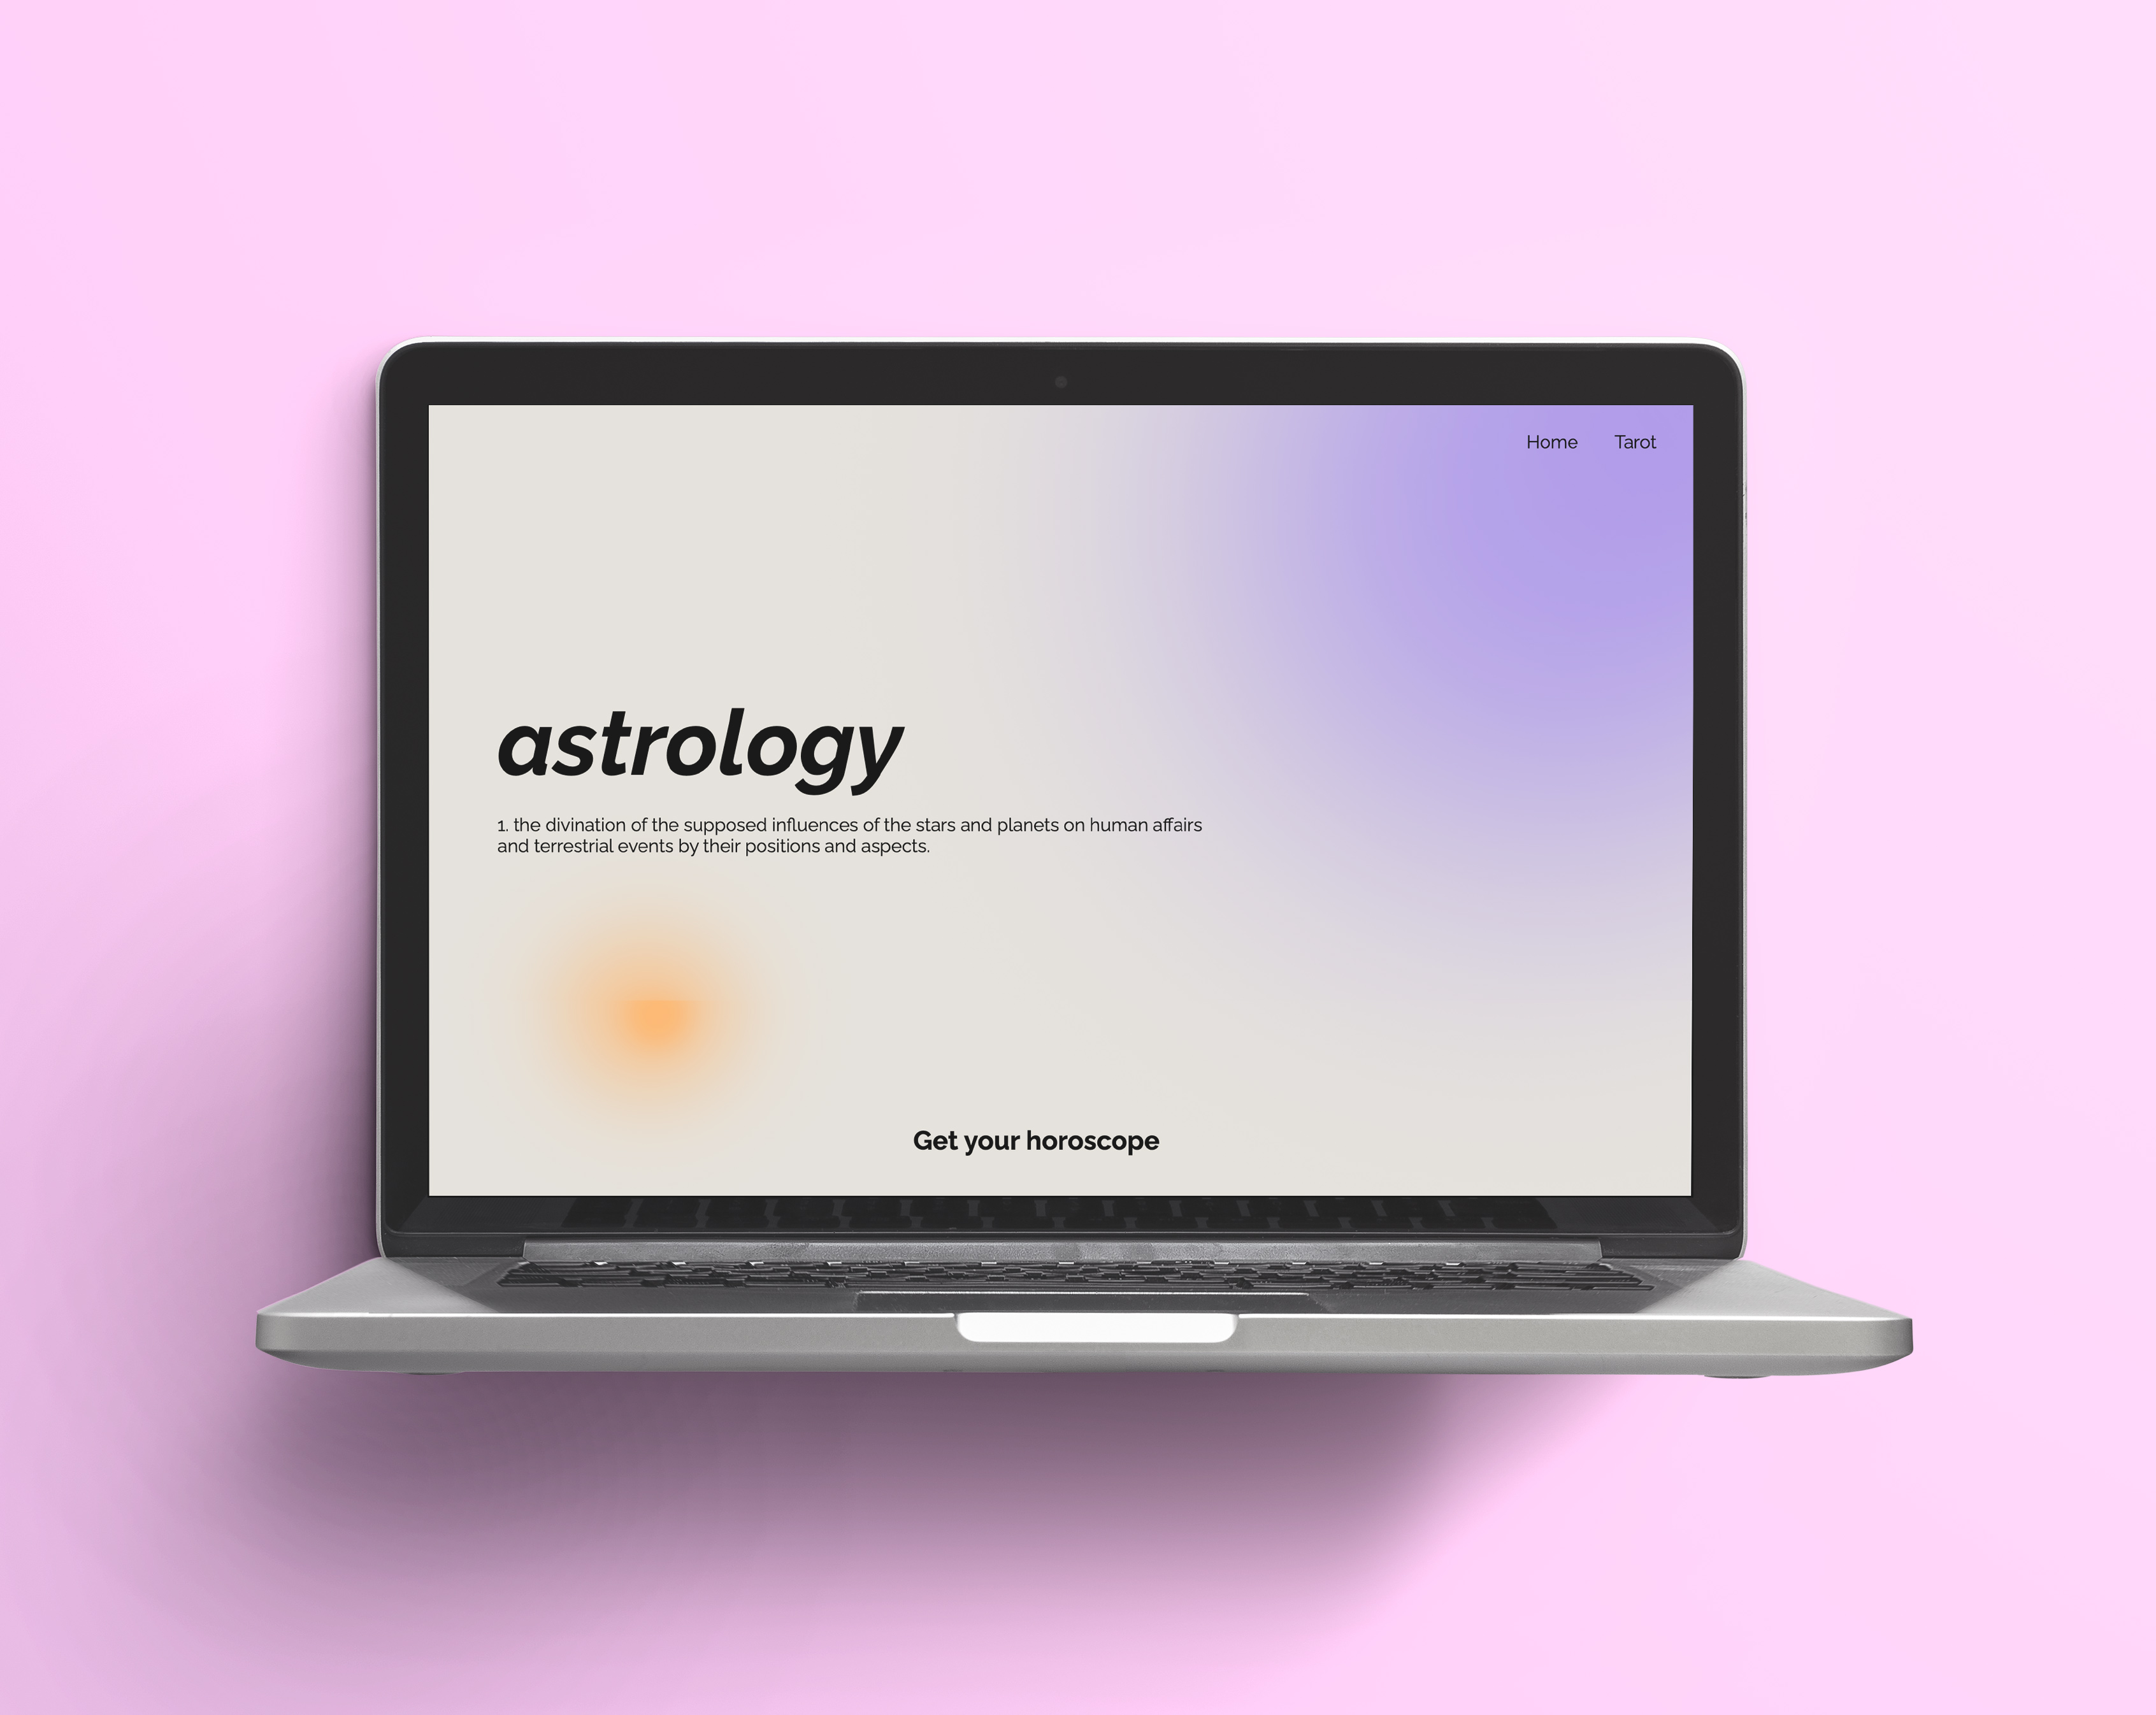 Home Tarot
astrology
1. the divination of the supposed influences of the stars and planets on human affairs
and terrestrial events by their positions and aspects.
Get your horoscope